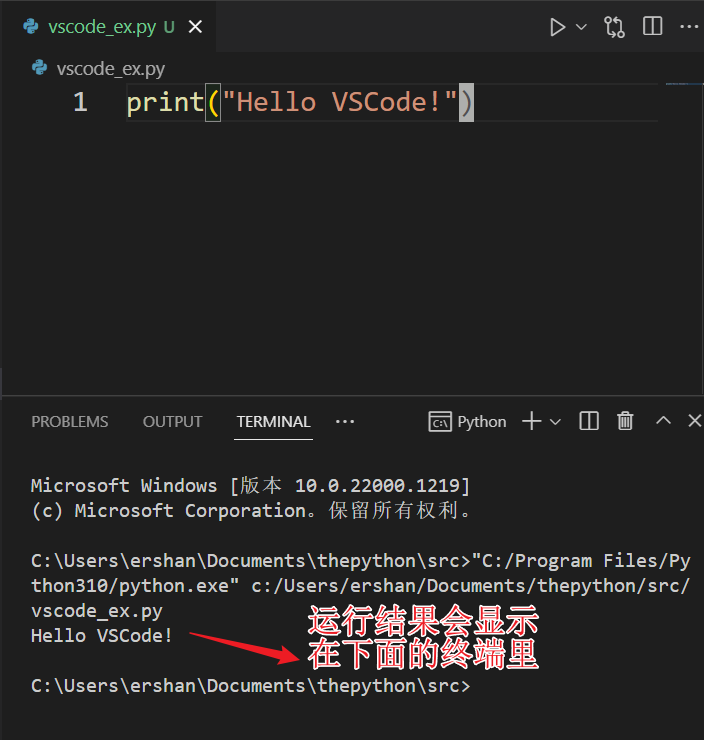 vscode_ex.py U
vscode_ex.py
1 print("Hello VSCode!")
PROBLEMS OUTPUT TERMINAL ··· Python
Microsoft Windows [版本 10.0.22000.1219]
(c) Microsoft Corporation。保留所有权利。
C:\Users\ershan\Documents\thepython\src>"C:/Program Files/Py
thon310/python.exe" c:/Users/ershan/Documents/thepython/src/
vscode_ex.py
Hello VSCode!
运行结果会显示
在下面的终端里
C:\Users\ershan\Documents\thepython\src>